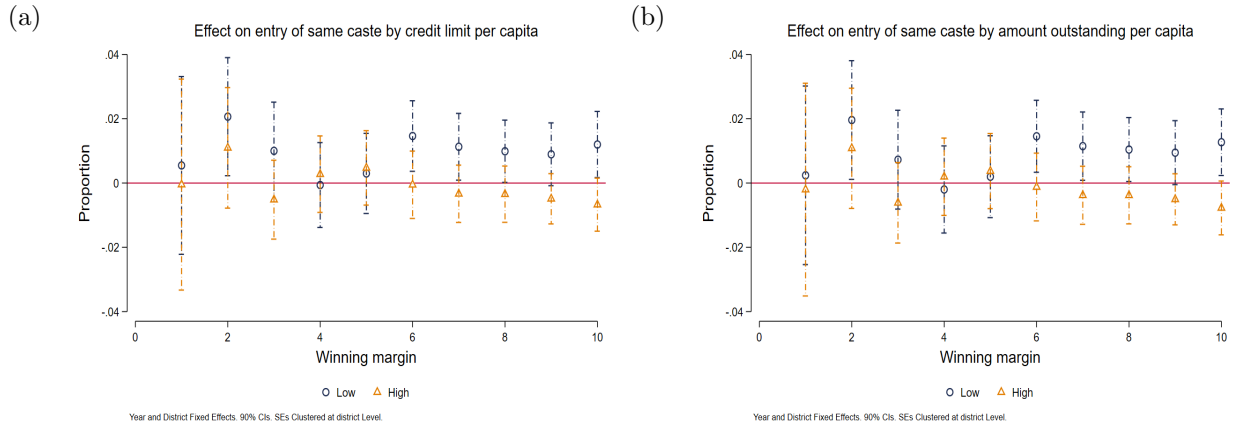 (a)
Effect on entry of same caste by credit limit per capita
.04
.02
0
-.02
-.04
Proportion
0 2 4 6 8 10
Winning margin
Low High
Year and District Fixed Effects. 90% CIs. SEs Clustered at district Level.
(b)
Effect on entry of same caste by amount outstanding per capita
.04
.02
0
-.02
-.04
Proportion
0 2 4 6 8 10
Winning margin
Low High
Year and District Fixed Effects. 90% CIs. SEs Clustered at district Level.